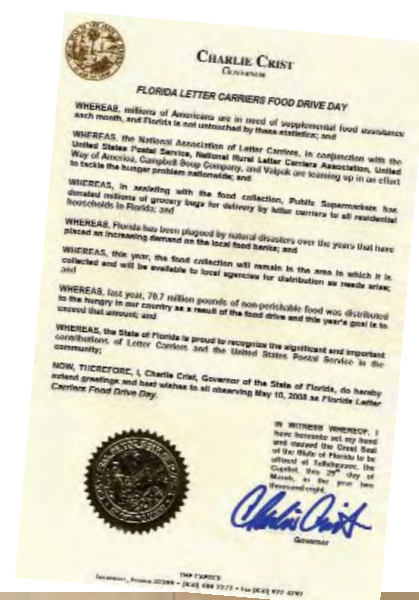 CHARLIE CRIST
GOVERNOR
FLORIDA LETTER CARRIERS FOOD DRIVE DAY
WHEREAS, millions of Americans are in need of supplemental food assistance
each month, and Florida is not untouched by these statistics; and
WHEREAS, the National Association of Letter Carriers, in conjunction with the
United States Postal Service, National Rural Letter Carriers Association, United
Way of America, Campbell Soup Company, and Valpak are teaming up in an effort
to tackle the hunger problem nationwide; and
WHEREAS, in assisting with the food collection, Publix Supermarkets has
donated millions of grocery bags for delivery by letter carriers to all residential
households in Florida; and
WHEREAS, Florida has been plagued by natural disasters over the years that have
placed an increasing demand on the local food banks; and
WHEREAS, this year, the food collection will remain in the area in which it is
collected and will be available to local agencies for distribution as needs arise;
and
WHEREAS, last year, 70.7 million pounds of non-perishable food was distributed
to the hungry in our country as a result of the food drive and this year's goal is to
exceed that amount; and
WHEREAS, the State of Florida is proud to recognize the significant and important
contributions of Letter Carriers and the United States Postal Service in the
community;
NOW, THEREFORE, I, Charlie Crist, Governor of the State of Florida, do hereby
extend greetings and best wishes to all observing May 10, 2008 as Florida Letter
Carriers Food Drive Day.
IN WITNESS WHEREOF, I
have hereunto set my hand
and caused the Great Seal
of the State of Florida to be
affixed at Tallahassee, the
Capitol, this day of
March, in the year two
thousand eight.
Charlie Crist
Governor
THE CAPITOL